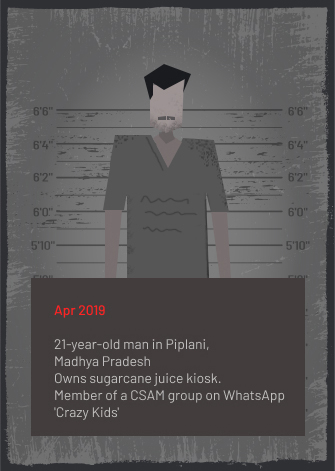 6'6" 6'6"
6'4" 6'4"
6'2" 6'2"
6'0" 6'0"
5'10" 5'10"
Apr 2019
21-year-old man in Piplani,
Madhya Pradesh
Owns sugarcane juice kiosk.
Member of a CSAM group on WhatsApp
'Crazy Kids'